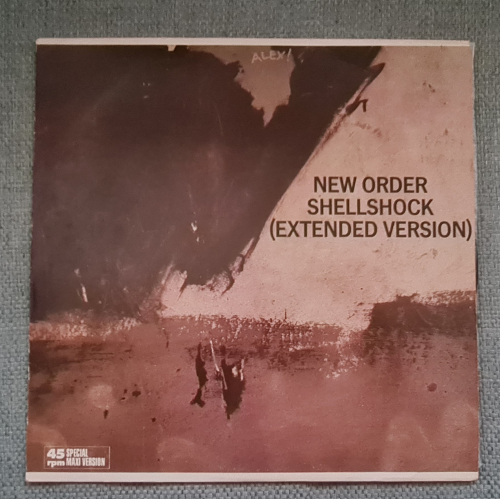 ALEX!
NEW ORDER
SHELLSHOCK
(EXTENDED VERSION)
45 SPECIAL
rpm MAXI VERSION